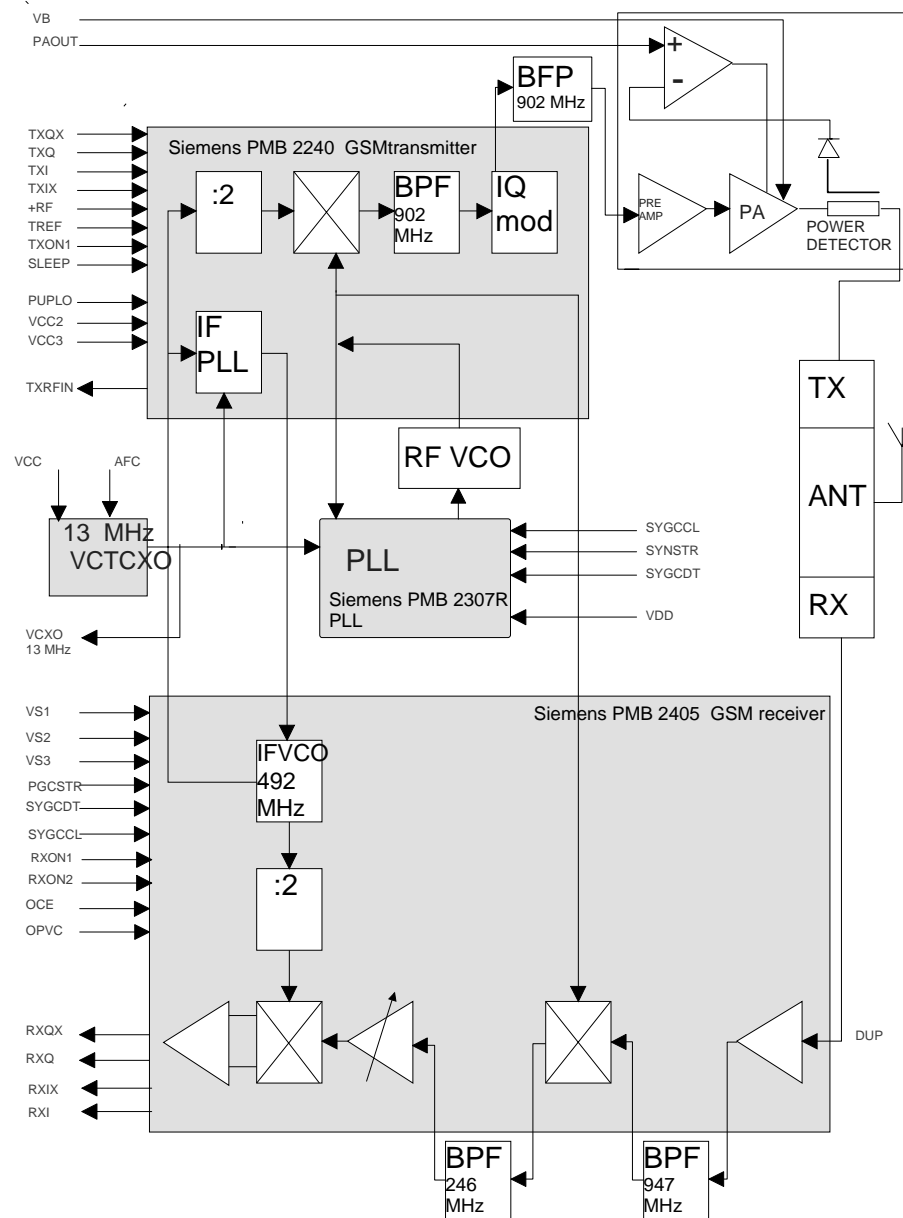 VB
PAOUT
+
-
BFP
902 MHz
TXQX
TXQ
TXI
TXIX
+RF
TREF
TXON1
SLEEP
PUPLO
VCC2
VCC3
TXRFIN
Siemens PMB 2240 GSMtransmitter
:2
BPF
902
MHz
IQ
mod
IF
PLL
PRE
AMP
PA
POWER
DETECTOR
TX
ANT
RX
RF VCO
VCC
AFC
13 MHz
VCTCXO
PLL
Siemens PMB 2307R
PLL
SYGCCL
SYNSTR
SYGCDT
VDD
VCXO
13 MHz
Siemens PMB 2405 GSM receiver
VS1
VS2
VS3
PGCSTR
SYGCDT
SYGCCL
RXON1
RXON2
OCE
OPVC
IFVCO
492
MHz
:2
RXQX
RXQ
RXIX
RXI
DUP
BPF
246
MHz
BPF
947
MHz